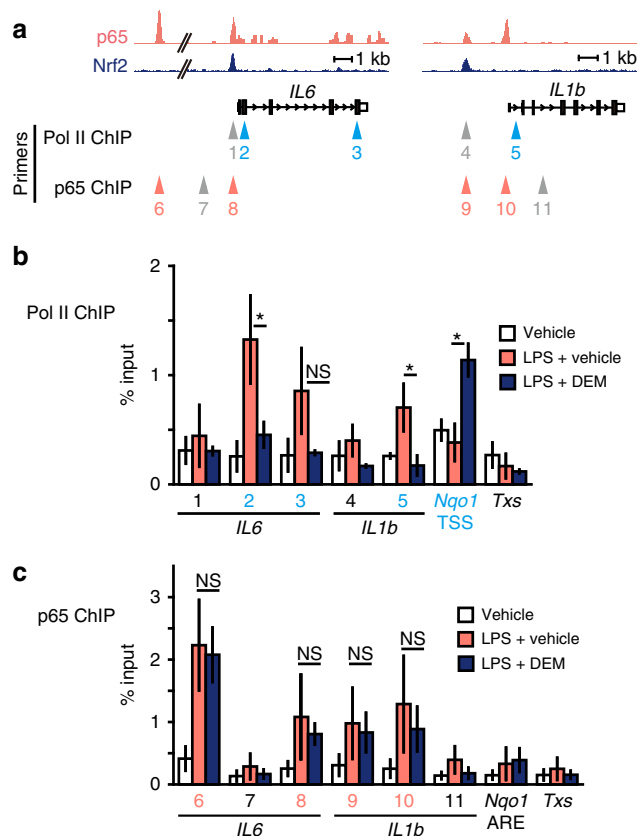 a
p65
Nrf2
1 kb
1 kb
IL6
IL1b
Primers
Pol II ChIP
1 2 3 4 5
p65 ChIP
6 7 8 9 10 11
b
Pol II ChIP
% input
2
1
0
* NS * *
Vehicle
LPS + vehicle
LPS + DEM
1 2 3 4 5 Nqo1 TSS Txs
IL6 IL1b
c
p65 ChIP
% input
3
2
1
0
NS NS NS NS
Vehicle
LPS + vehicle
LPS + DEM
6 7 8 9 10 11 Nqo1 ARE Txs
IL6 IL1b